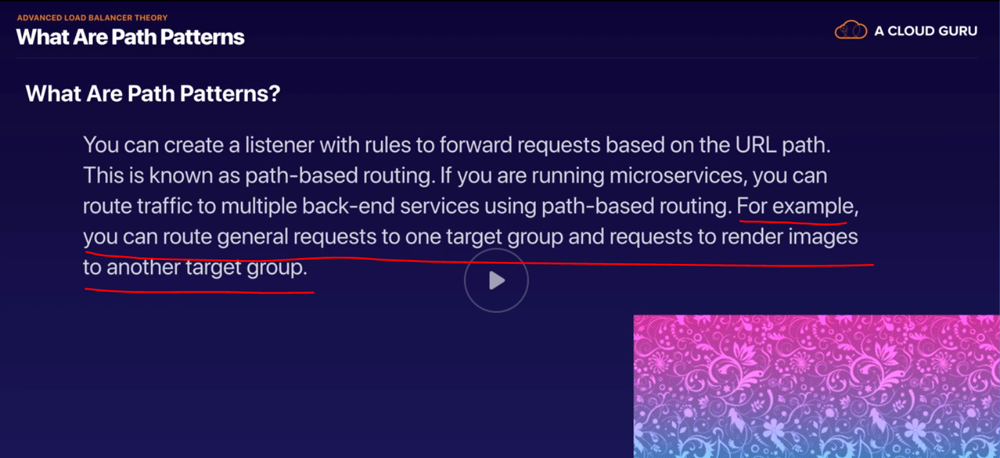 ADVANCED LOAD BALANCER THEORY
What Are Path Patterns
A CLOUD GURU
What Are Path Patterns?
You can create a listener with rules to forward requests based on the URL path.
This is known as path-based routing. If you are running microservices, you can
route traffic to multiple back-end services using path-based routing. For example,
you can route general requests to one target group and requests to render images
to another target group.